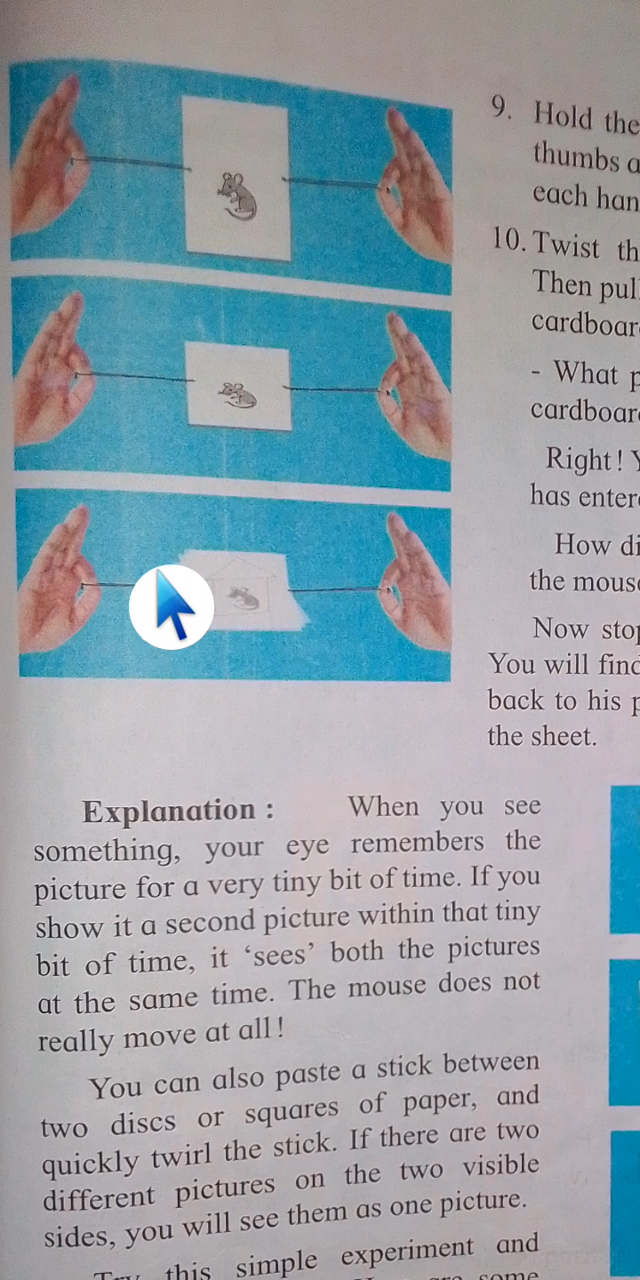 9. Hold the
thumbs a
each han
10. Twist th
Then pul
cardboar
- What p
cardboar
Right! Y
has enter
How di
the mous
Now stop
You will find
back to his p
the sheet.
Explanation : When you see
something, your eye remembers the
picture for a very tiny bit of time. If you
show it a second picture within that tiny
bit of time, it ‘sees’ both the pictures
at the same time. The mouse does not
really move at all!
You can also paste a stick between
two discs or squares of paper, and
quickly twirl the stick. If there are two
different pictures on the two visible
sides, you will see them as one picture.
Try this simple experiment and
are some